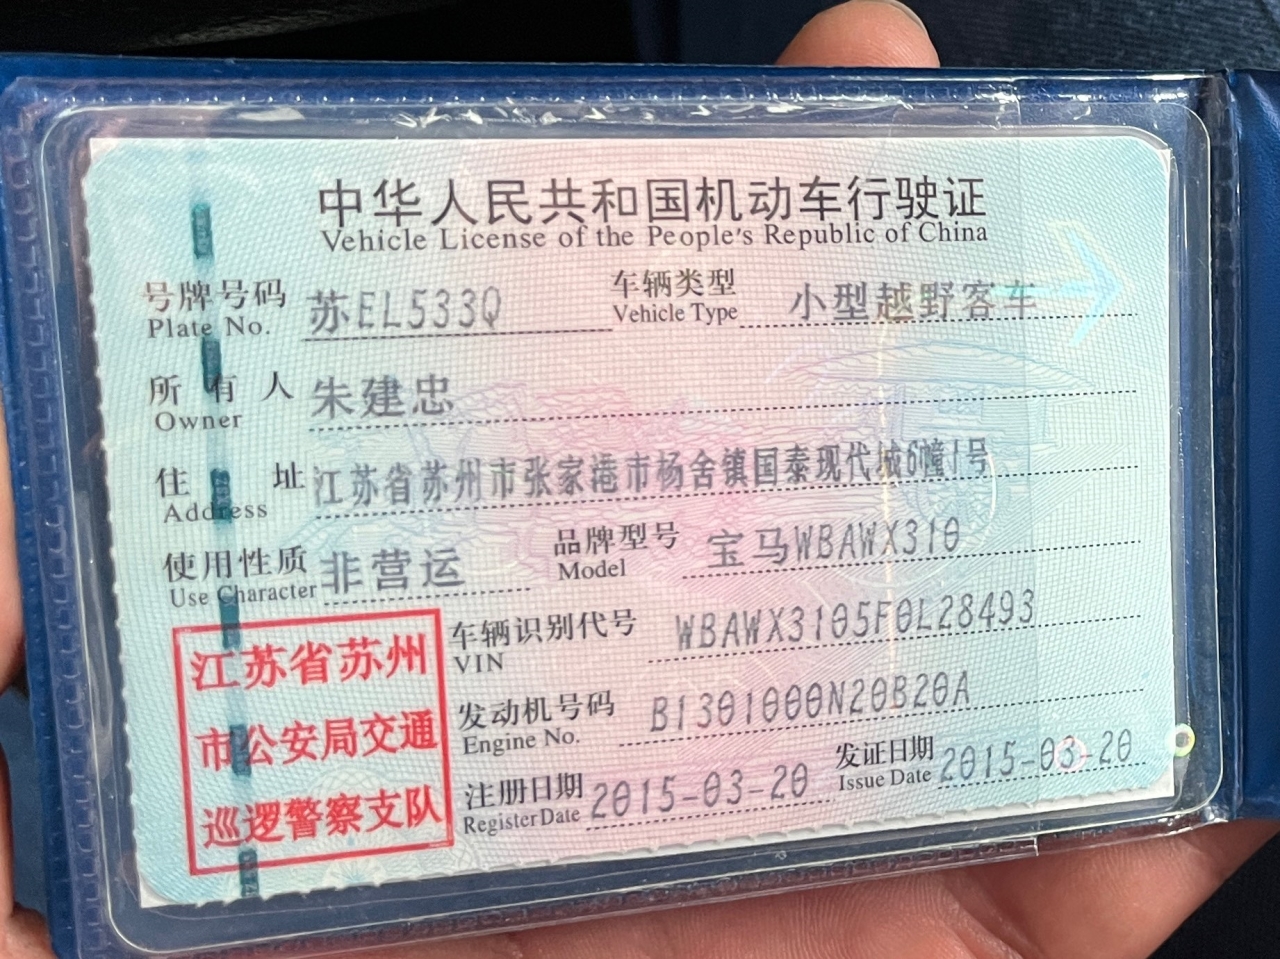 中华人民共和国机动车行驶证
Vehicle License of the People's Republic of China
号牌号码 苏EL533Q 车辆类型 小型越野客车
Plate No. Vehicle Type
所有人 朱建忠
Owner
住址 江苏省苏州市张家港市杨舍镇国泰现代城6幢1号
Address
使用性质 非营运 品牌型号 宝马WBAWX310
Use Character Model
车辆识别代号 WBAWX3105F0L28493
VIN
发动机号码 B1301000N20B20A
Engine No.
注册日期 2015-03-20 发证日期 2015-03-20
Register Date Issue Date
江苏省苏州
市公安局交通
巡逻警察支队